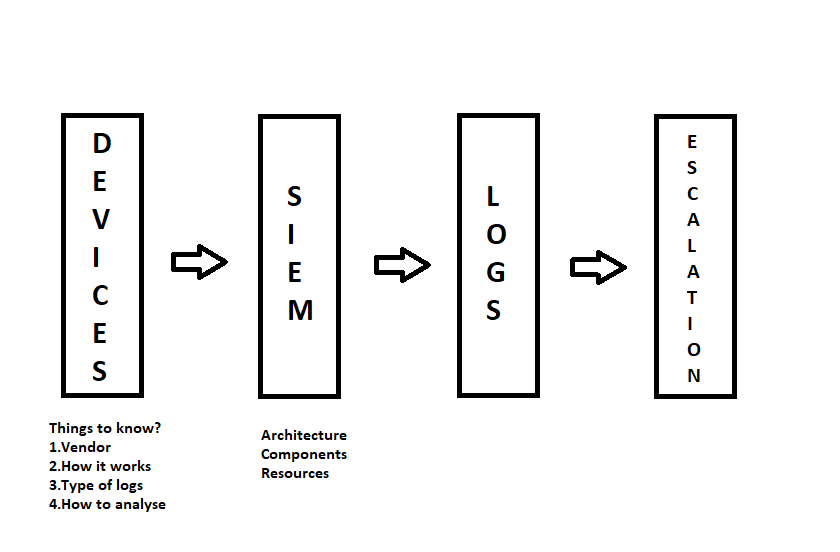 DEVICES
SIEM
LOGS
ESCALATION
Things to know?
1.Vendor
2.How it works
3.Type of logs
4.How to analyse
Architecture
Components
Resources